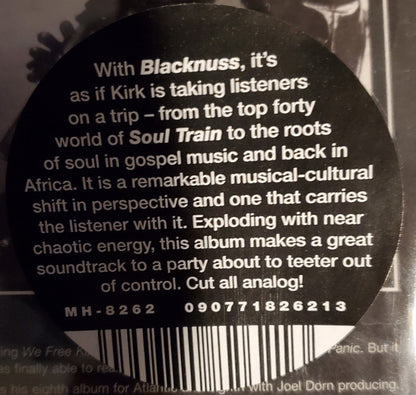 With Blacknuss, it's
as if Kirk is taking listeners
on a trip – from the top forty
world of Soul Train to the roots
of soul in gospel music and back in
Africa. It is a remarkable musical-cultural
shift in perspective and one that carries
the listener with it. Exploding with near
chaotic energy, this album makes a great
soundtrack to a party about to teeter out
of control. Cut all analog!
MH-8262 090771826213
We Free Panic. But it
as finally able to
his eighth album for with Joel Dorn producing.